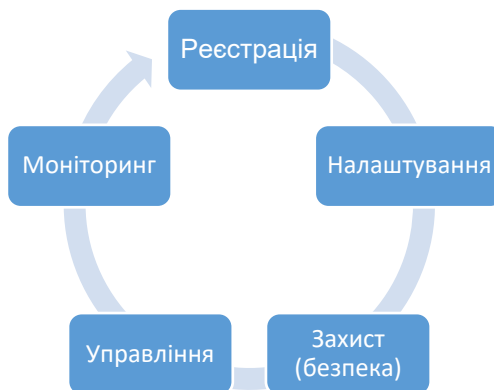 Реєстрація
Налаштування
Захист
(безпека)
Управління
Моніторинг